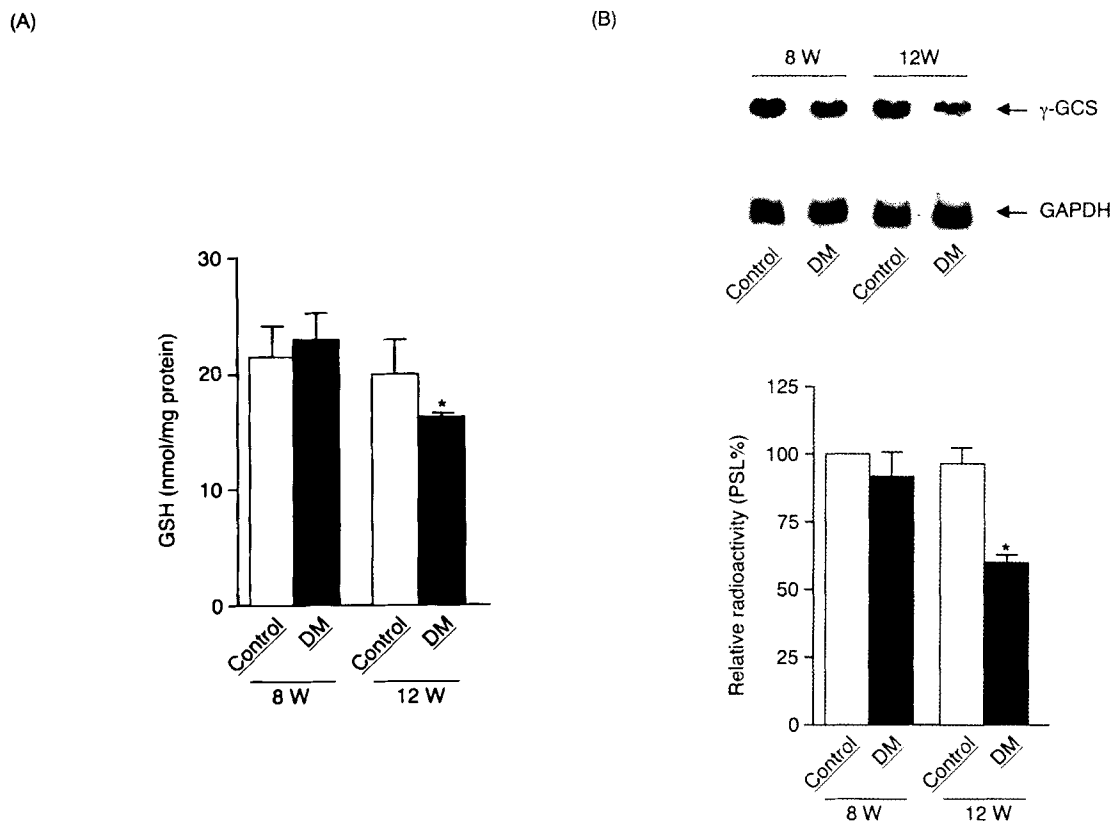 (A)
30
20
10
0
GSH (nmol/mg protein)
*
Control
DM
Control
DM
8 W
12 W
(B)
8 W
12W
γ-GCS
GAPDH
Control
DM
Control
DM
125
100
75
50
25
0
Relative radioactivity (PSL%)
*
Control
DM
Control
DM
8 W
12 W